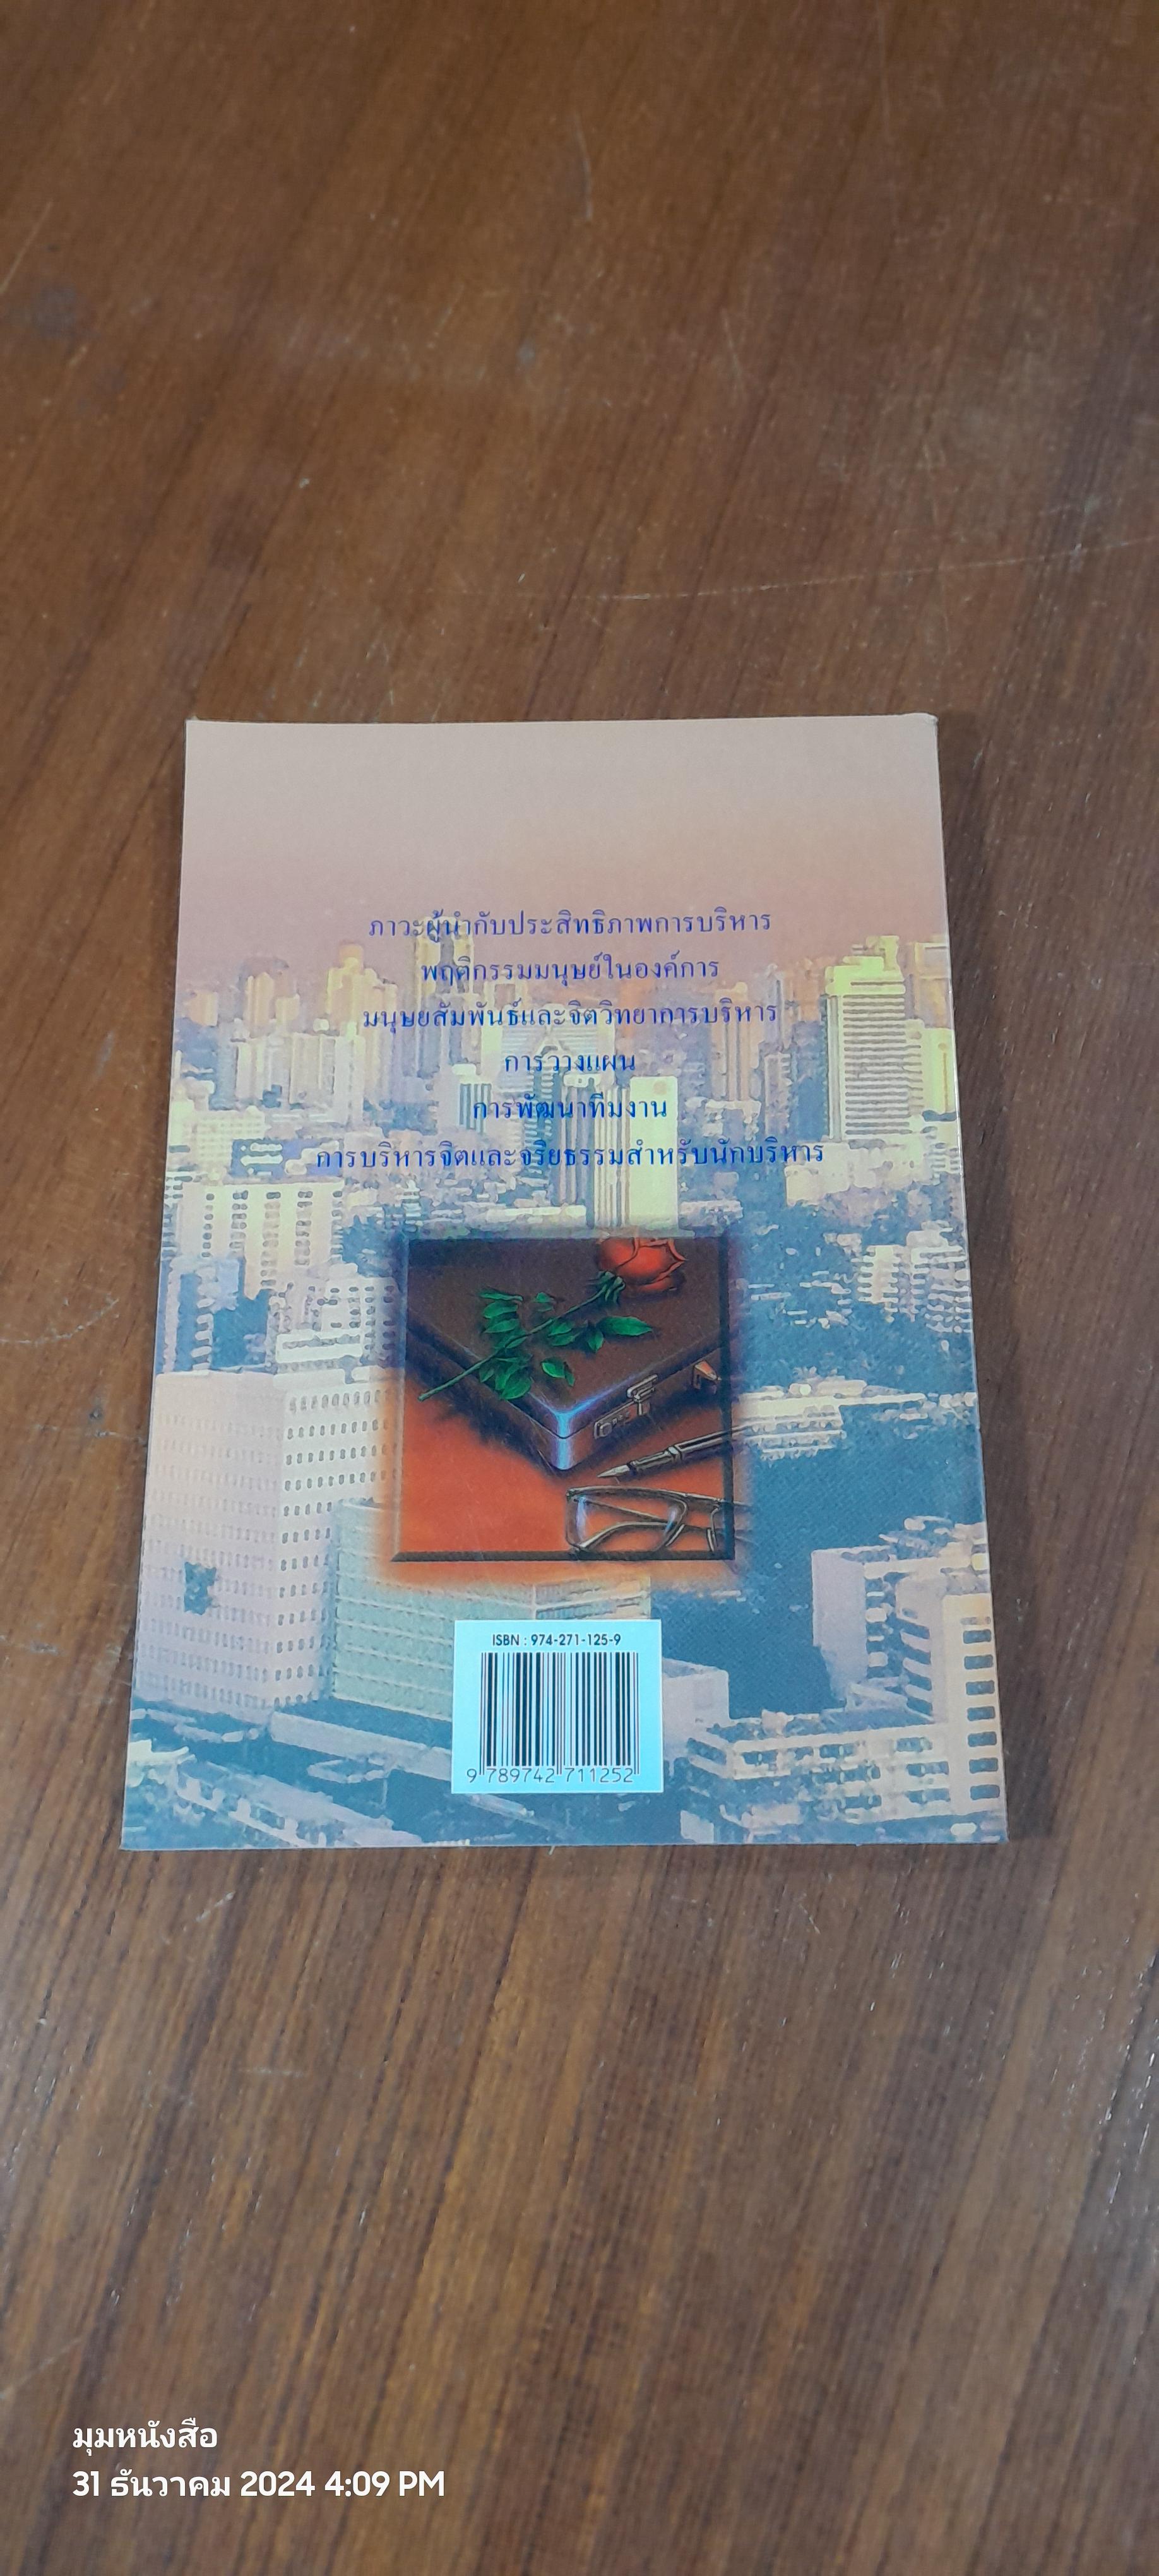 ภาวะผู้นำกับประสิทธิภาพการบริหาร
พฤติกรรมมนุษย์ในองค์การ
มนุษยสัมพันธ์และจิตวิทยาการบริหาร
การวางแผน
การพัฒนาทีมงาน
การบริหารจิตและจริยธรรมสำหรับนักบริหาร
ISBN : 974-271-125-9
9 789742 711252
มุมหนังสือ
31 ธันวาคม 2024 4:09 PM